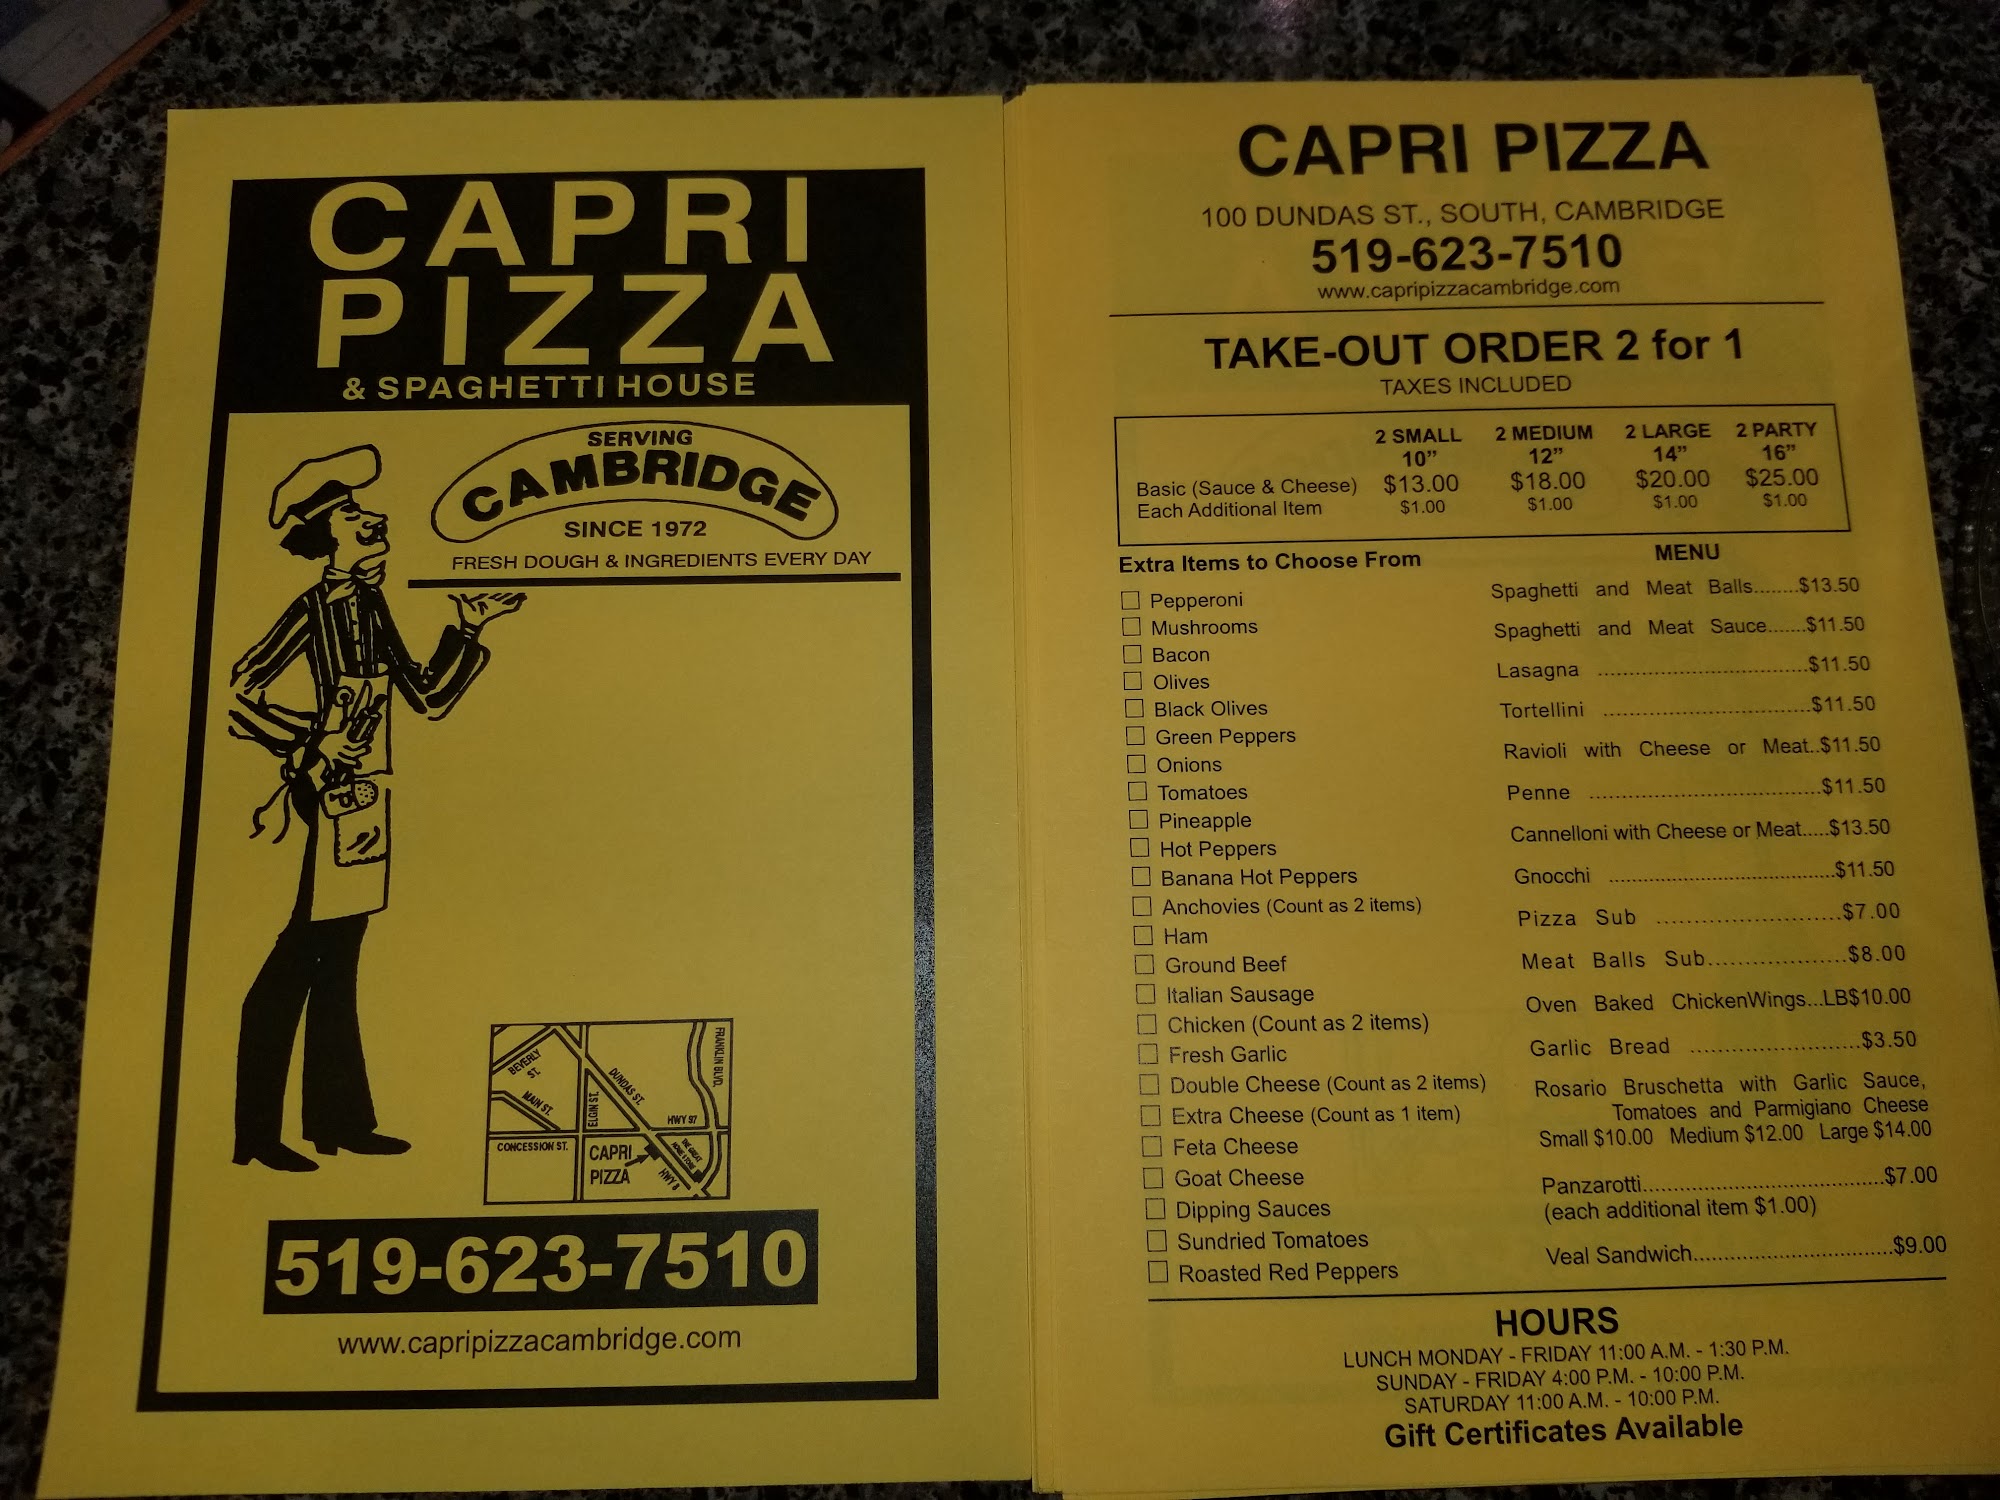 CAPRI
PIZZA
& SPAGHETTI HOUSE
SERVING
CAMBRIDGE
SINCE 1972
FRESH DOUGH & INGREDIENTS EVERY DAY
BEVERLY
ST.
MAIN ST.
ELGIN ST.
DUNDAS ST.
FRANKLIN BLVD.
HWY 97
CONCESSION ST.
CAPRI
PIZZA
HWY 8
519-623-7510
www.capripizzacambridge.com
CAPRI PIZZA
100 DUNDAS ST., SOUTH, CAMBRIDGE
519-623-7510
www.capripizzacambridge.com
TAKE-OUT ORDER 2 for 1
TAXES INCLUDED
2 SMALL 2 MEDIUM 2 LARGE 2 PARTY
10" 12" 14" 16"
Basic (Sauce & Cheese) $13.00 $18.00 $20.00 $25.00
Each Additional Item $1.00 $1.00 $1.00 $1.00
Extra Items to Choose From
Pepperoni
Mushrooms
Bacon
Olives
Black Olives
Green Peppers
Onions
Tomatoes
Pineapple
Hot Peppers
Banana Hot Peppers
Anchovies (Count as 2 items)
Ham
Ground Beef
Italian Sausage
Chicken (Count as 2 items)
Fresh Garlic
Double Cheese (Count as 2 items)
Extra Cheese (Count as 1 item)
Feta Cheese
Goat Cheese
Dipping Sauces
Sundried Tomatoes
Roasted Red Peppers
MENU
Spaghetti and Meat Balls........$13.50
Spaghetti and Meat Sauce.......$11.50
Lasagna ......................................$11.50
Tortellini ......................................$11.50
Ravioli with Cheese or Meat..$11.50
Penne ..........................................$11.50
Cannelloni with Cheese or Meat.....$13.50
Gnocchi .........................................$11.50
Pizza Sub ..............................$7.00
Meat Balls Sub......................$8.00
Oven Baked ChickenWings...LB$10.00
Garlic Bread ............................$3.50
Rosario Bruschetta with Garlic Sauce,
Tomatoes and Parmigiano Cheese
Small $10.00 Medium $12.00 Large $14.00
Panzarotti........................................$7.00
(each additional item $1.00)
Veal Sandwich.................................$9.00
HOURS
LUNCH MONDAY - FRIDAY 11:00 A.M. - 1:30 P.M.
SUNDAY - FRIDAY 4:00 P.M. - 10:00 P.M.
SATURDAY 11:00 A.M. - 10:00 P.M.
Gift Certificates Available